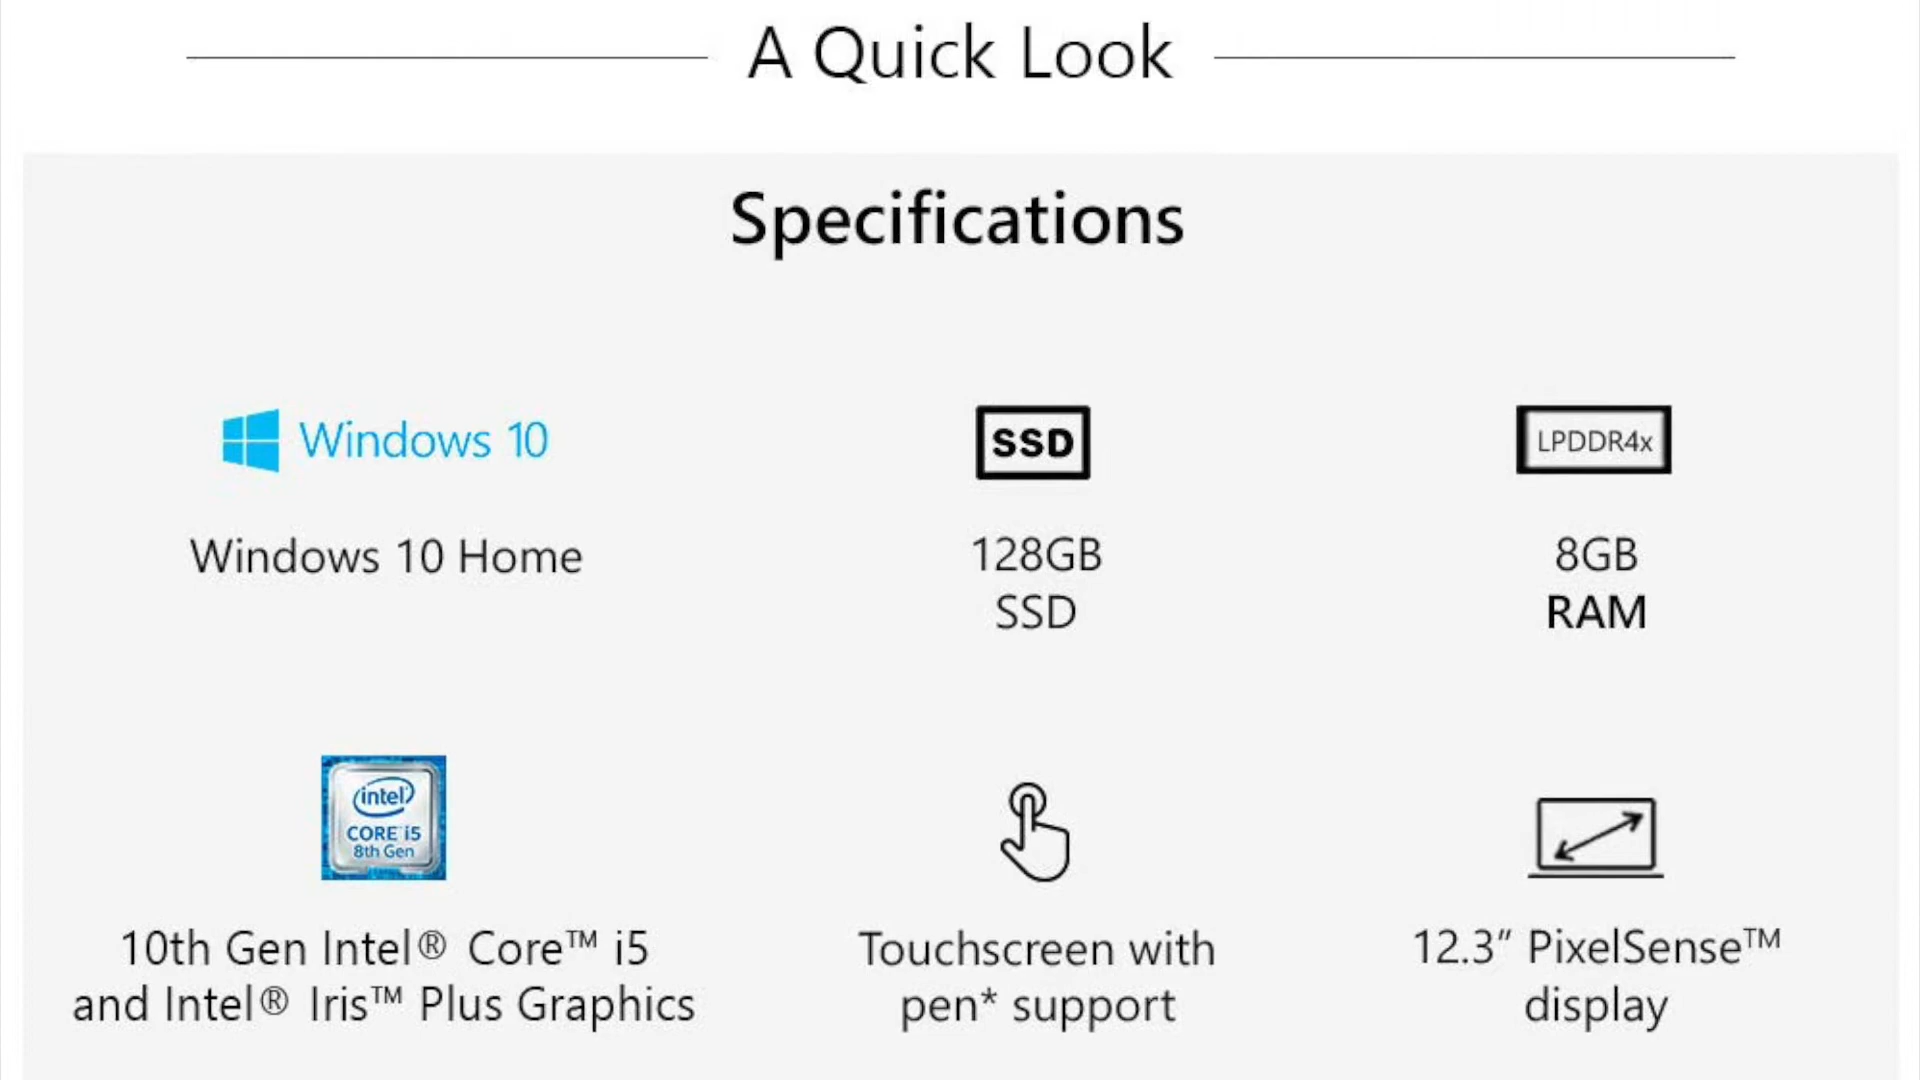 A Quick Look
Specifications
Windows 10
SSD
LPDDR4x
Windows 10 Home
128GB
SSD
8GB
RAM
intel
CORE™ i5
8th Gen
10th Gen Intel® Core™ i5
and Intel® Iris™ Plus Graphics
Touchscreen with
pen* support
12.3″ PixelSense™
display